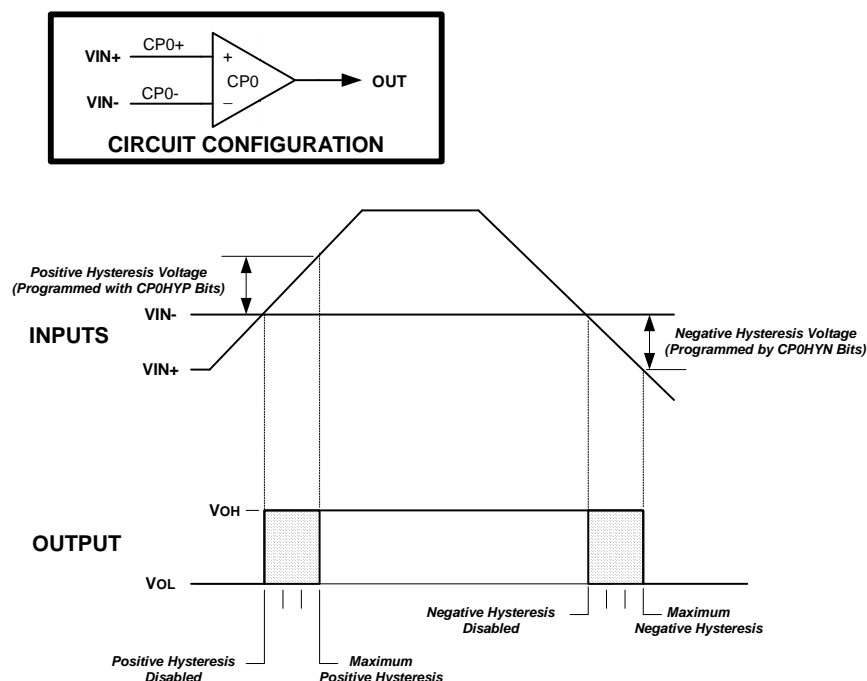 VIN+
CP0+
+
CP0
OUT
VIN-
CP0-
_
CIRCUIT CONFIGURATION
Positive Hysteresis Voltage
(Programmed with CP0HYP Bits)
VIN-
INPUTS
Negative Hysteresis Voltage
(Programmed by CP0HYN Bits)
VIN+
VOH
OUTPUT
VOL
Negative Hysteresis
Disabled
Maximum
Negative Hysteresis
Positive Hysteresis
Disabled
Maximum
Positive Hysteresis